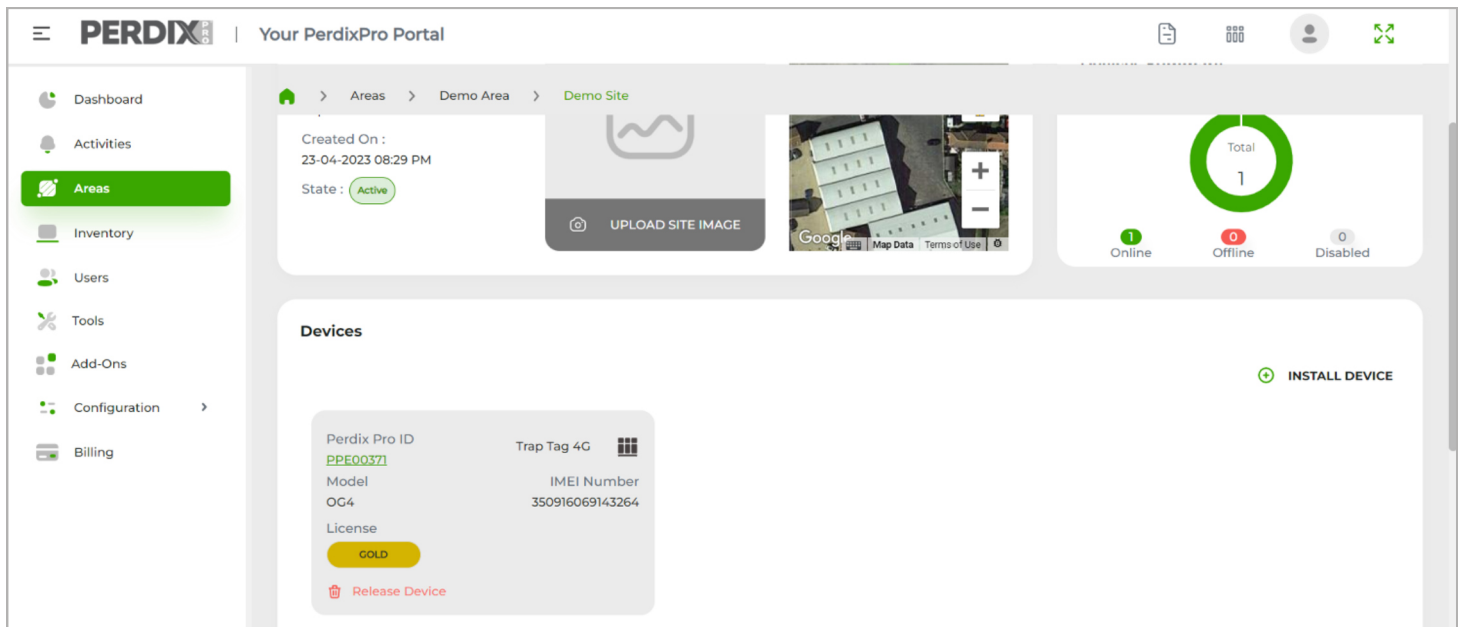 PERDIX PRO | Your PerdixPro Portal
Dashboard
Activities
Areas
Inventory
Users
Tools
Add-Ons
Configuration >
Billing
> Areas > Demo Area > Demo Site
Created On :
23-04-2023 08:29 PM
State : Active
UPLOAD SITE IMAGE
+
−
Google
Map Data
Terms of Use
Total
1
1
Online
0
Offline
0
Disabled
Devices
INSTALL DEVICE
Perdix Pro ID
PPE00371
Trap Tag 4G
Model
OG4
IMEI Number
350916069143264
License
GOLD
Release Device